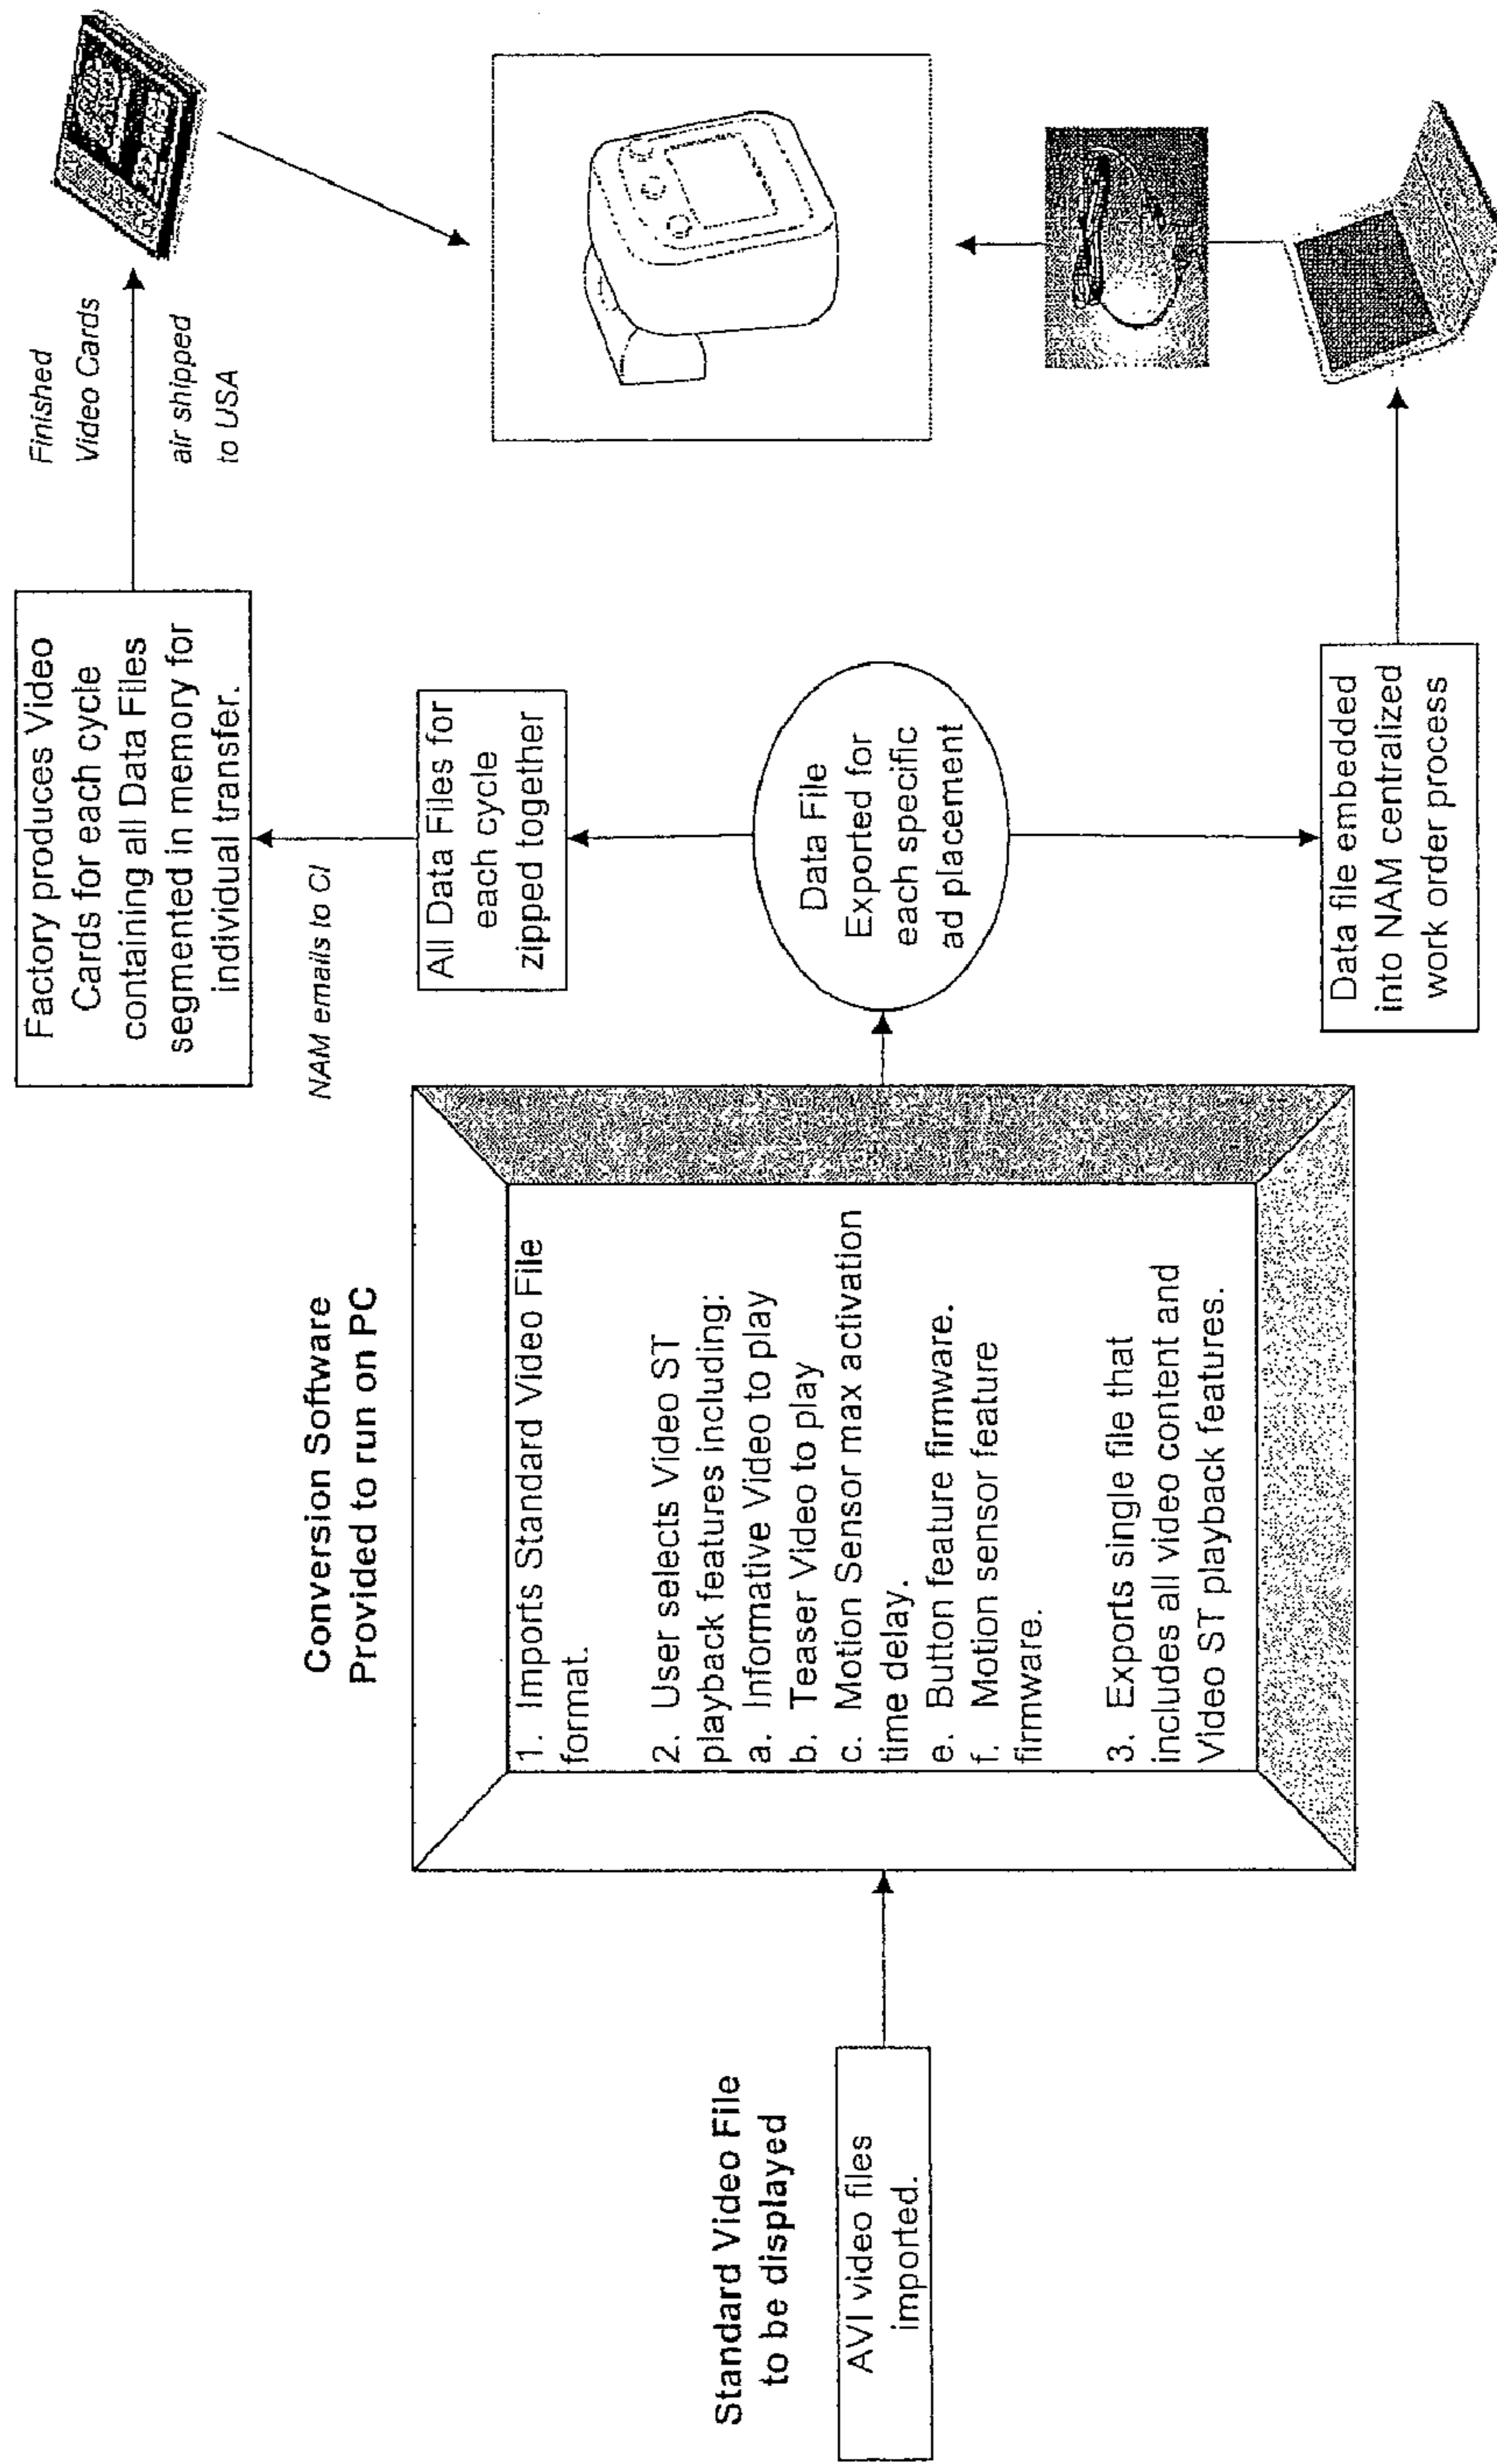 Standard Video File
to be displayed
AVI video files
imported.
Conversion Software
Provided to run on PC
1. Imports Standard Video File
format.
2. User selects Video ST
playback features including:
a. Informative Video to play
b. Teaser Video to play
c. Motion Sensor max activation
time delay.
e. Button feature firmware.
f. Motion sensor feature
firmware.
3. Exports single file that
includes all video content and
Video ST playback features.
Data File
Exported for
each specific
ad placement
All Data Files for
each cycle
zipped together
NAM emails to CI
Factory produces Video
Cards for each cycle
containing all Data Files
segmented in memory for
individual transfer.
Finished
Video Cards
air shipped
to USA
Data file embedded
into NAM centralized
work order process